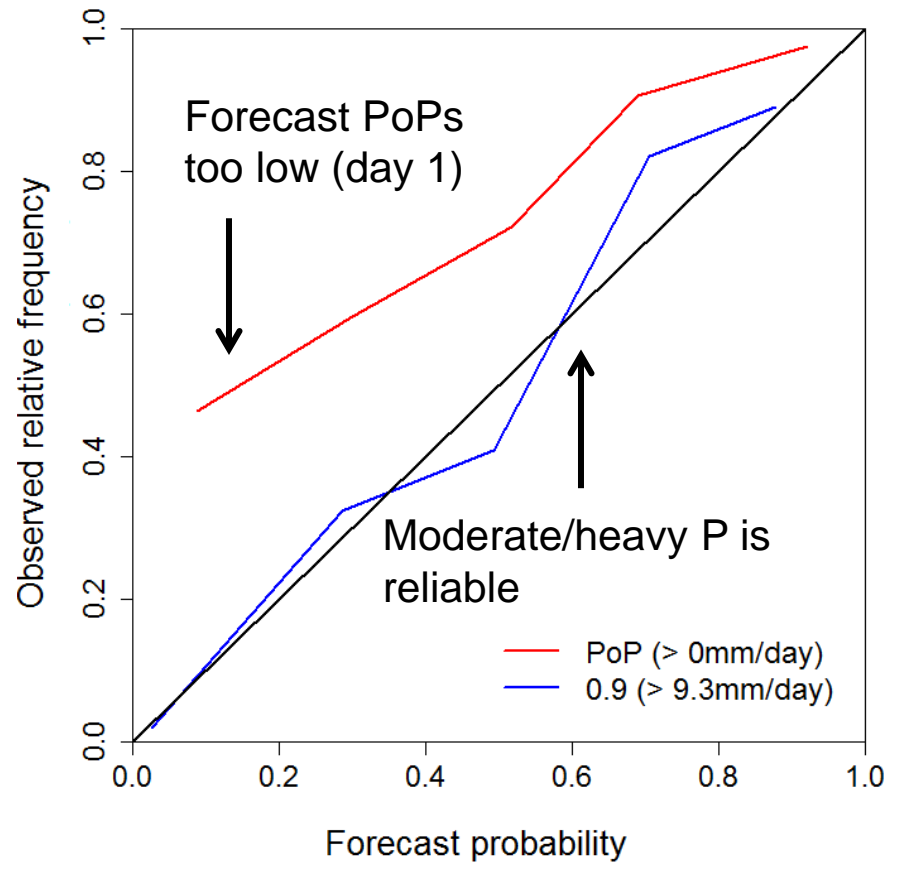 Forecast PoPs
too low (day 1)
Moderate/heavy P is
reliable
PoP (> 0mm/day)
0.9 (> 9.3mm/day)
Observed relative frequency
1.0
0.8
0.6
0.4
0.2
0.0
0.0 0.2 0.4 0.6 0.8 1.0
Forecast probability